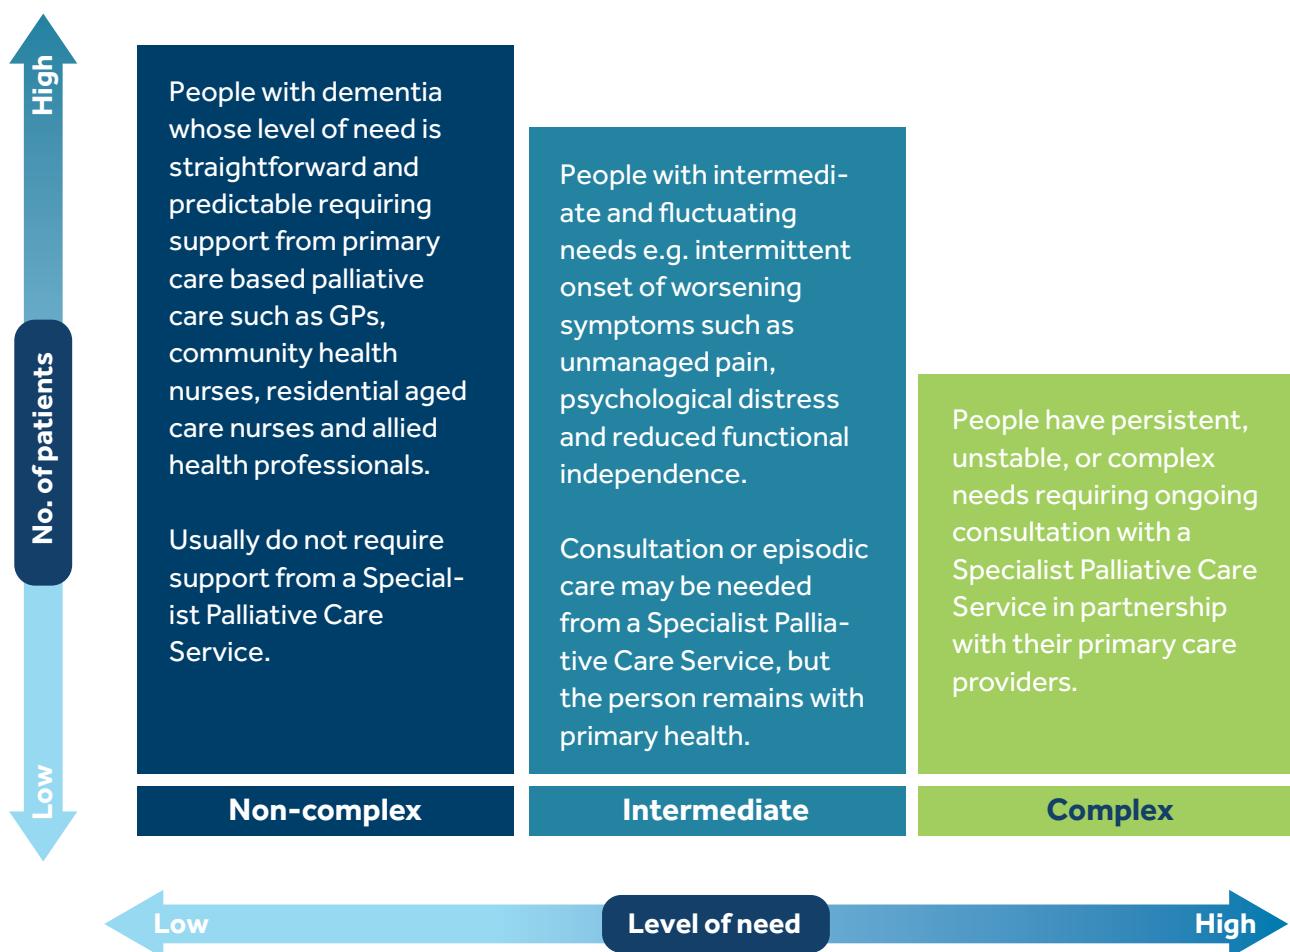 High
No. of patients
Low
People with dementia
whose level of need is
straightforward and
predictable requiring
support from primary
care based palliative
care such as GPs,
community health
nurses, residential aged
care nurses and allied
health professionals.
Usually do not require
support from a Special-
ist Palliative Care
Service.
Non-complex
People with intermedi-
ate and fluctuating
needs e.g. intermittent
onset of worsening
symptoms such as
unmanaged pain,
psychological distress
and reduced functional
independence.
Consultation or episodic
care may be needed
from a Specialist Pallia-
tive Care Service, but
the person remains with
primary health.
Intermediate
People have persistent,
unstable, or complex
needs requiring ongoing
consultation with a
Specialist Palliative Care
Service in partnership
with their primary care
providers.
Complex
Low
Level of need
High